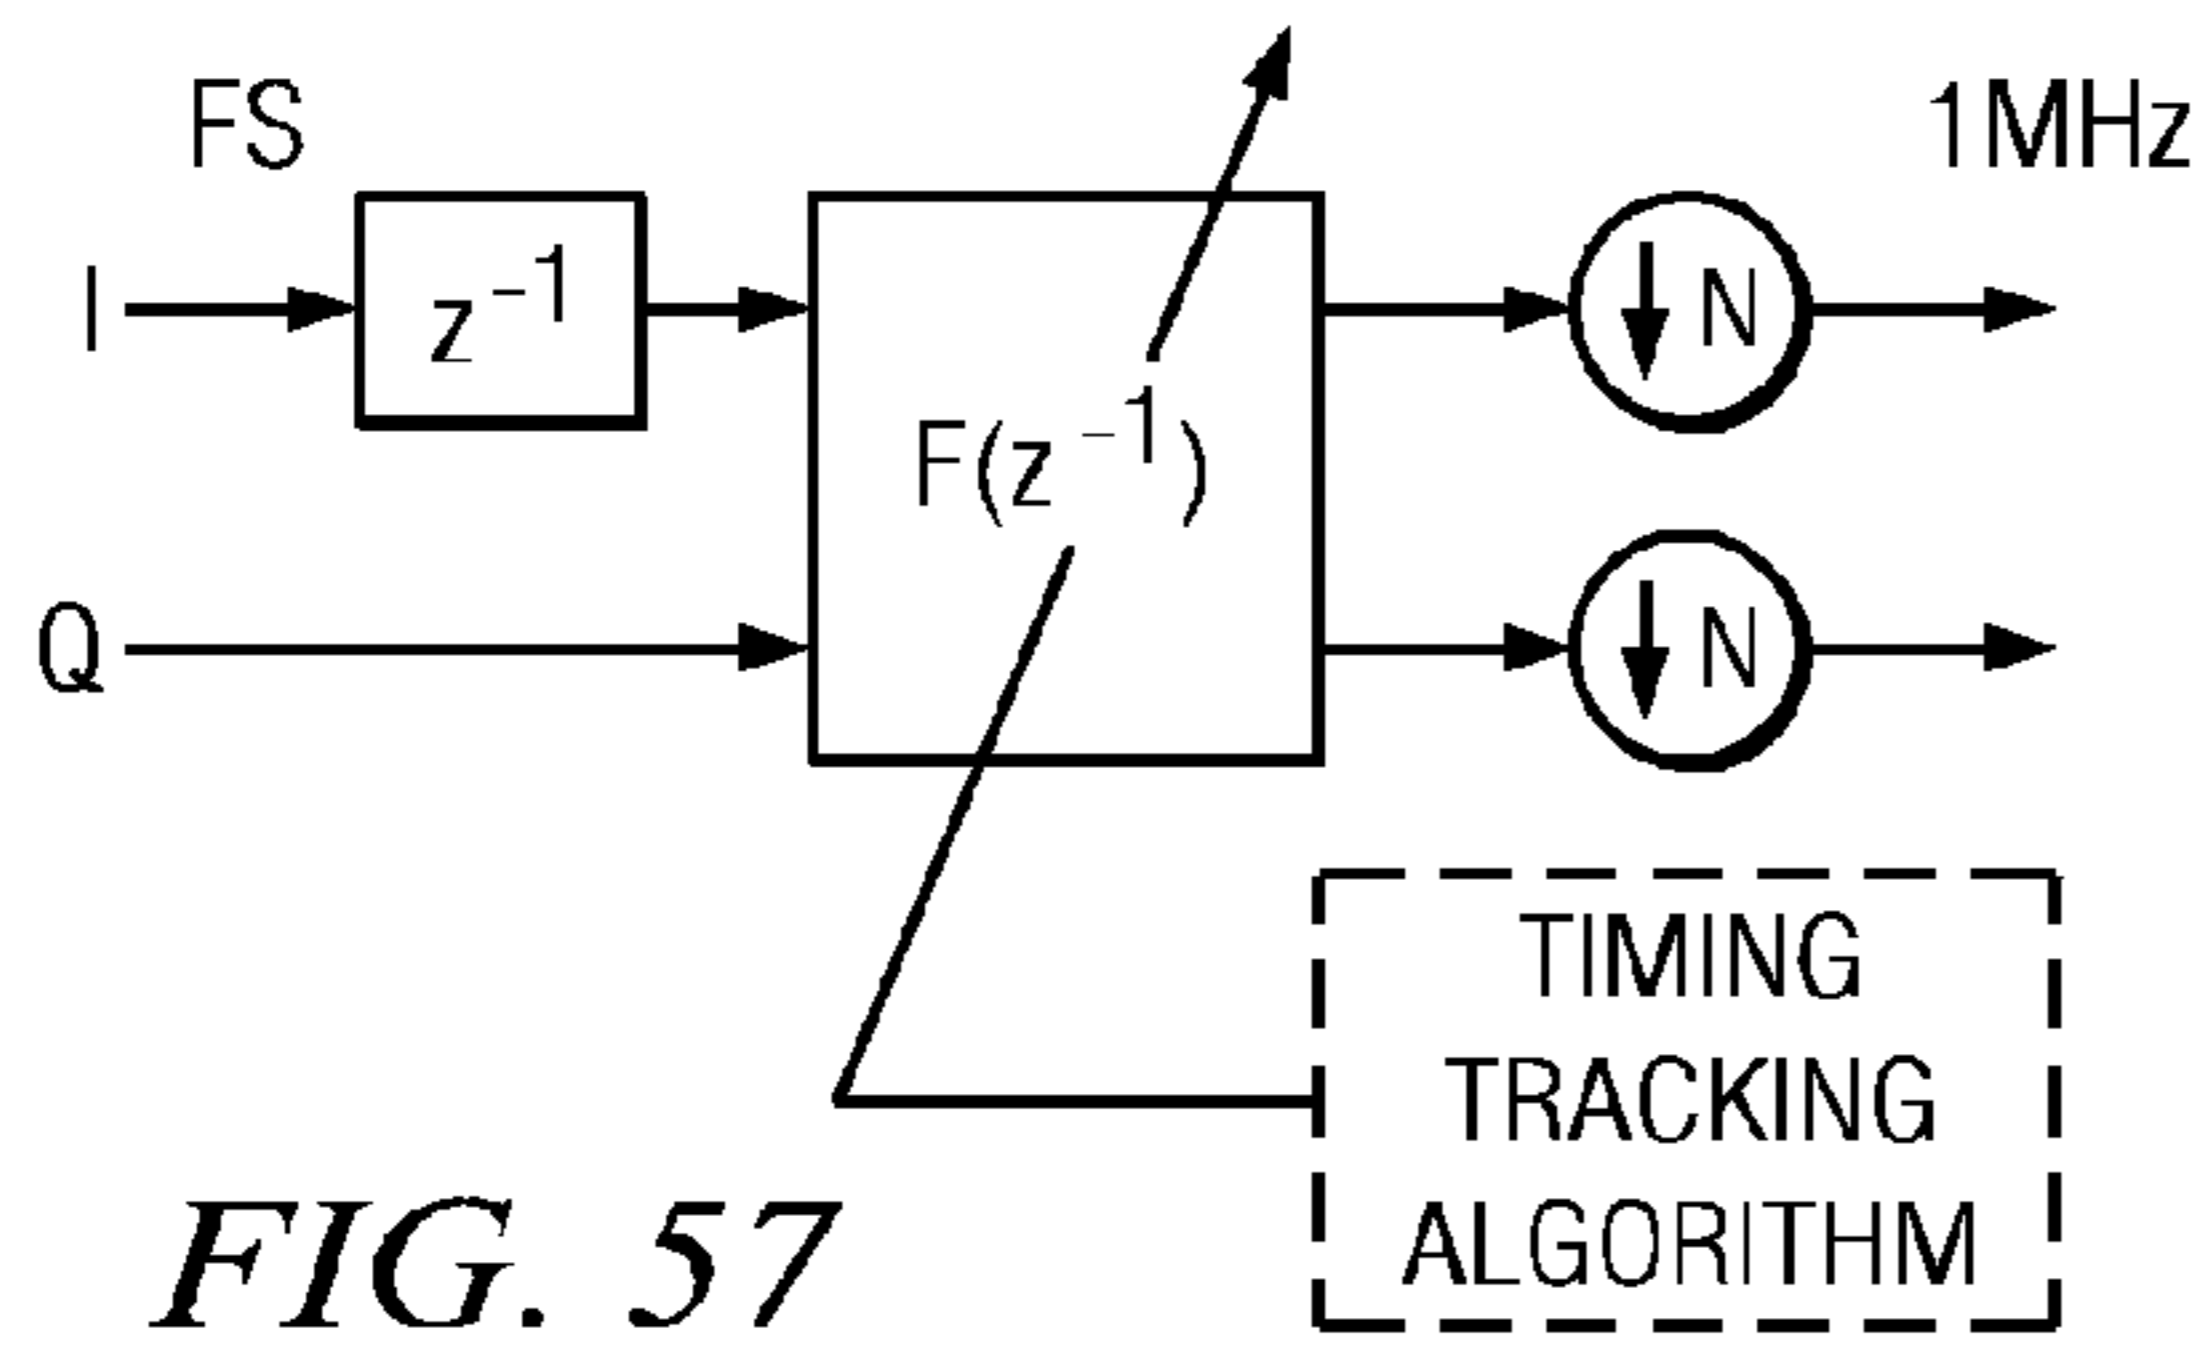 FS
1MHz
I
z⁻¹
N
F(z⁻¹)
Q
N
TIMING
TRACKING
ALGORITHM
FIG. 57